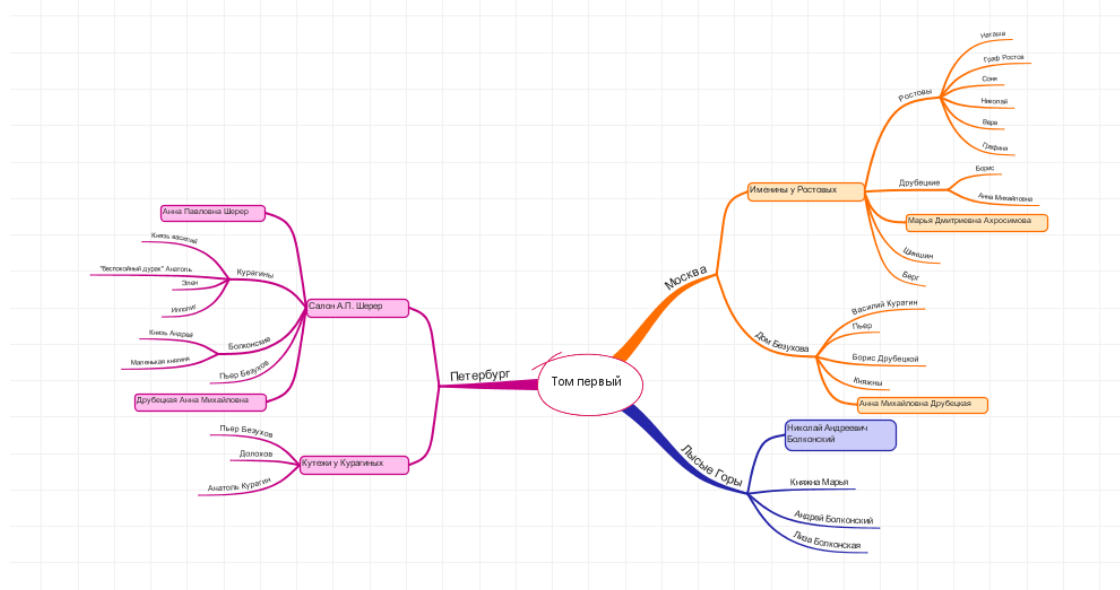 Том первый
Петербург
Салон А.П. Шерер
Анна Павловна Шерер
Курагины
Князь василий
"Беспокойный дурак" Анатоль
Элен
Иполит
Болконские
Князь Андрей
Маленькая княгиня
Пьер Безухов
Друбецкая Анна Михайловна
Кутежи у Курагиных
Пьер Безухов
Долохов
Анатоль Курагин
Москва
Именины у Ростовых
Ростовы
Наташа
Граф Ростов
Соня
Николай
Вера
Графиня
Друбецкие
Борис
Анна Михайловна
Марья Дмитриевна Ахросимова
Шиншин
Берг
Дом Безухова
Василий Курагин
Пьер
Борис Друбецкой
Княжны
Анна Михайловна Друбецкая
Лысые Горы
Николай Андреевич
Болконский
Княжна Марья
Андрей Болконский
Лиза Болконская